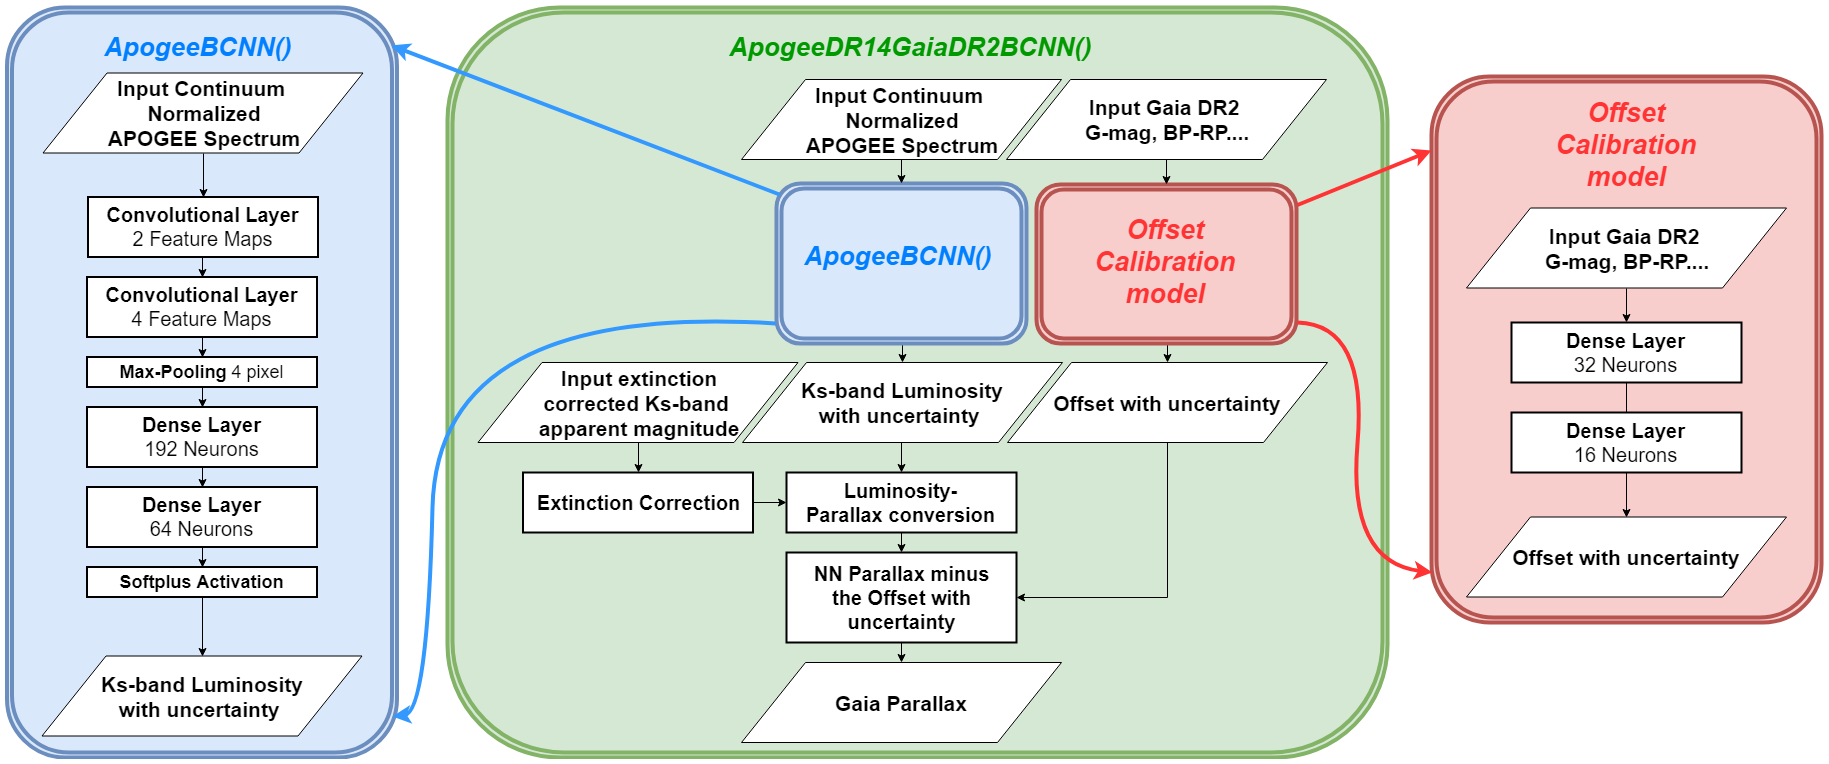 ApogeeBCNN()
Input Continuum
Normalized
APOGEE Spectrum
Convolutional Layer
2 Feature Maps
Convolutional Layer
4 Feature Maps
Max-Pooling 4 pixel
Dense Layer
192 Neurons
Dense Layer
64 Neurons
Softplus Activation
Ks-band Luminosity
with uncertainty
ApogeeDR14GaiaDR2BCNN()
Input Continuum
Normalized
APOGEE Spectrum
Input Gaia DR2
G-mag, BP-RP....
ApogeeBCNN()
Offset
Calibration
model
Input extinction
corrected Ks-band
apparent magnitude
Ks-band Luminosity
with uncertainty
Offset with uncertainty
Extinction Correction
Luminosity-
Parallax conversion
NN Parallax minus
the Offset with
uncertainty
Gaia Parallax
Offset
Calibration
model
Input Gaia DR2
G-mag, BP-RP....
Dense Layer
32 Neurons
Dense Layer
16 Neurons
Offset with uncertainty